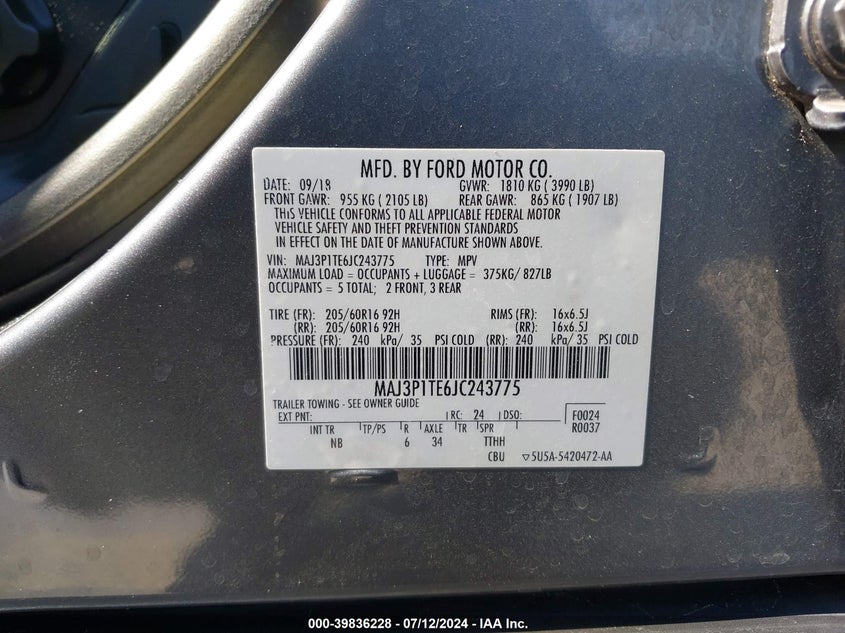 MFD. BY FORD MOTOR CO.
DATE: 09/18 GVWR: 1810 KG ( 3990 LB)
FRONT GAWR: 955 KG ( 2105 LB) REAR GAWR: 865 KG ( 1907 LB)
THIS VEHICLE CONFORMS TO ALL APPLICABLE FEDERAL MOTOR
VEHICLE SAFETY AND THEFT PREVENTION STANDARDS
IN EFFECT ON THE DATE OF MANUFACTURE SHOWN ABOVE.
VIN: MAJ3P1TE6JC243775 TYPE: MPV
MAXIMUM LOAD = OCCUPANTS + LUGGAGE = 375KG/ 827LB
OCCUPANTS = 5 TOTAL; 2 FRONT, 3 REAR
TIRE (FR): 205/60R16 92H RIMS (FR): 16x6.5J
(RR): 205/60R16 92H (RR): 16x6.5J
PRESSURE (FR): 240 kPa/ 35 PSI COLD (RR): 240 kPa/ 35 PSI COLD
MAJ3P1TE6JC243775
TRAILER TOWING - SEE OWNER GUIDE
EXT PNT: RC: 24 DSO: F0024
R0037
INT TR TP/PS R AXLE TR SPR
NB 6 34 TTHH
CBU ▽5U5A-5420472-AA
000-39836228 - 07/12/2024 - IAA Inc.